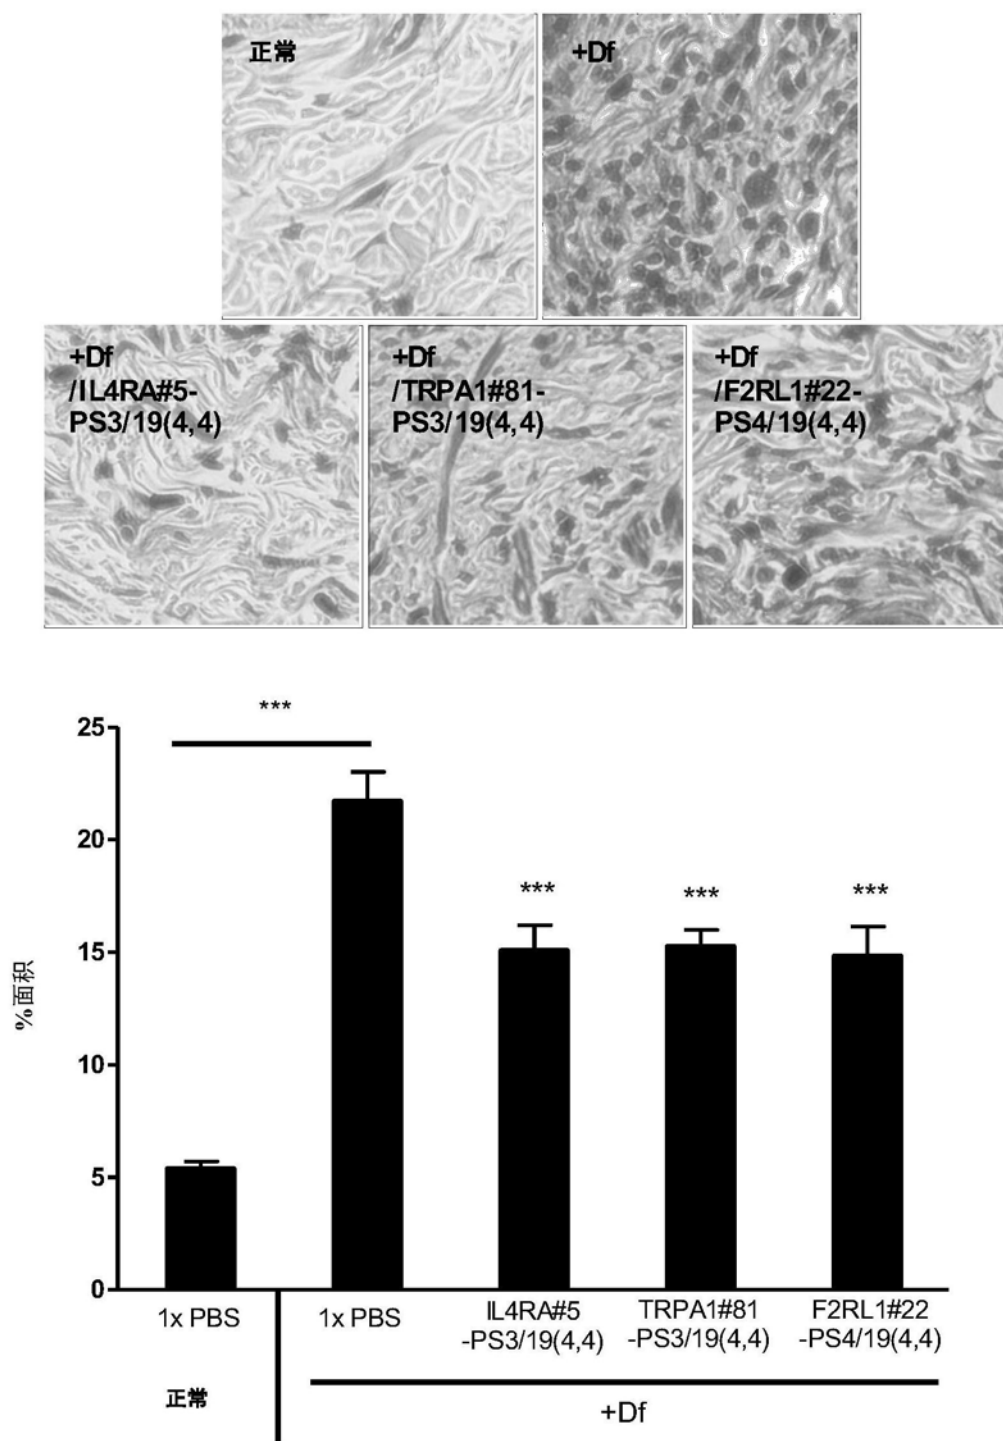 正常
+Df
+Df
/IL4RA#5-
PS3/19(4,4)
+Df
/TRPA1#81-
PS3/19(4,4)
+Df
/F2RL1#22-
PS4/19(4,4)
***
25
20
15
10
5
0
%面积
***
***
***
1x PBS
1x PBS
IL4RA#5
-PS3/19(4,4)
TRPA1#81
-PS3/19(4,4)
F2RL1#22
-PS4/19(4,4)
正常
+Df